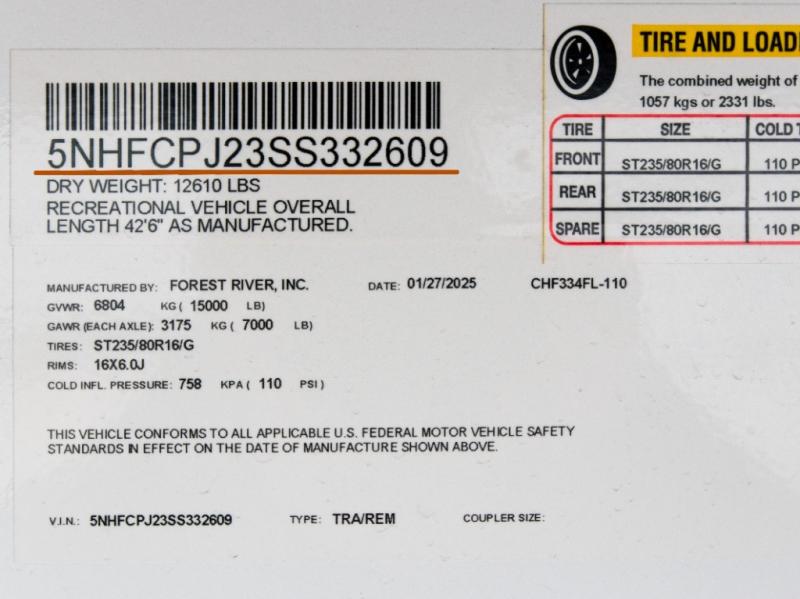 5NHFCPJ23SS332609
DRY WEIGHT: 12610 LBS
RECREATIONAL VEHICLE OVERALL
LENGTH 42'6" AS MANUFACTURED.
TIRE AND LOADI
The combined weight of
1057 kgs or 2331 lbs.
TIRE SIZE COLD T
FRONT ST235/80R16/G 110 P
REAR ST235/80R16/G 110 P
SPARE ST235/80R16/G 110 P
MANUFACTURED BY: FOREST RIVER, INC. DATE: 01/27/2025 CHF334FL-110
GVWR: 6804 KG ( 15000 LB)
GAWR (EACH AXLE): 3175 KG ( 7000 LB)
TIRES: ST235/80R16/G
RIMS: 16X6.0J
COLD INFL. PRESSURE: 758 KPA ( 110 PSI )
THIS VEHICLE CONFORMS TO ALL APPLICABLE U.S. FEDERAL MOTOR VEHICLE SAFETY
STANDARDS IN EFFECT ON THE DATE OF MANUFACTURE SHOWN ABOVE.
V.I.N.: 5NHFCPJ23SS332609 TYPE: TRA/REM COUPLER SIZE: